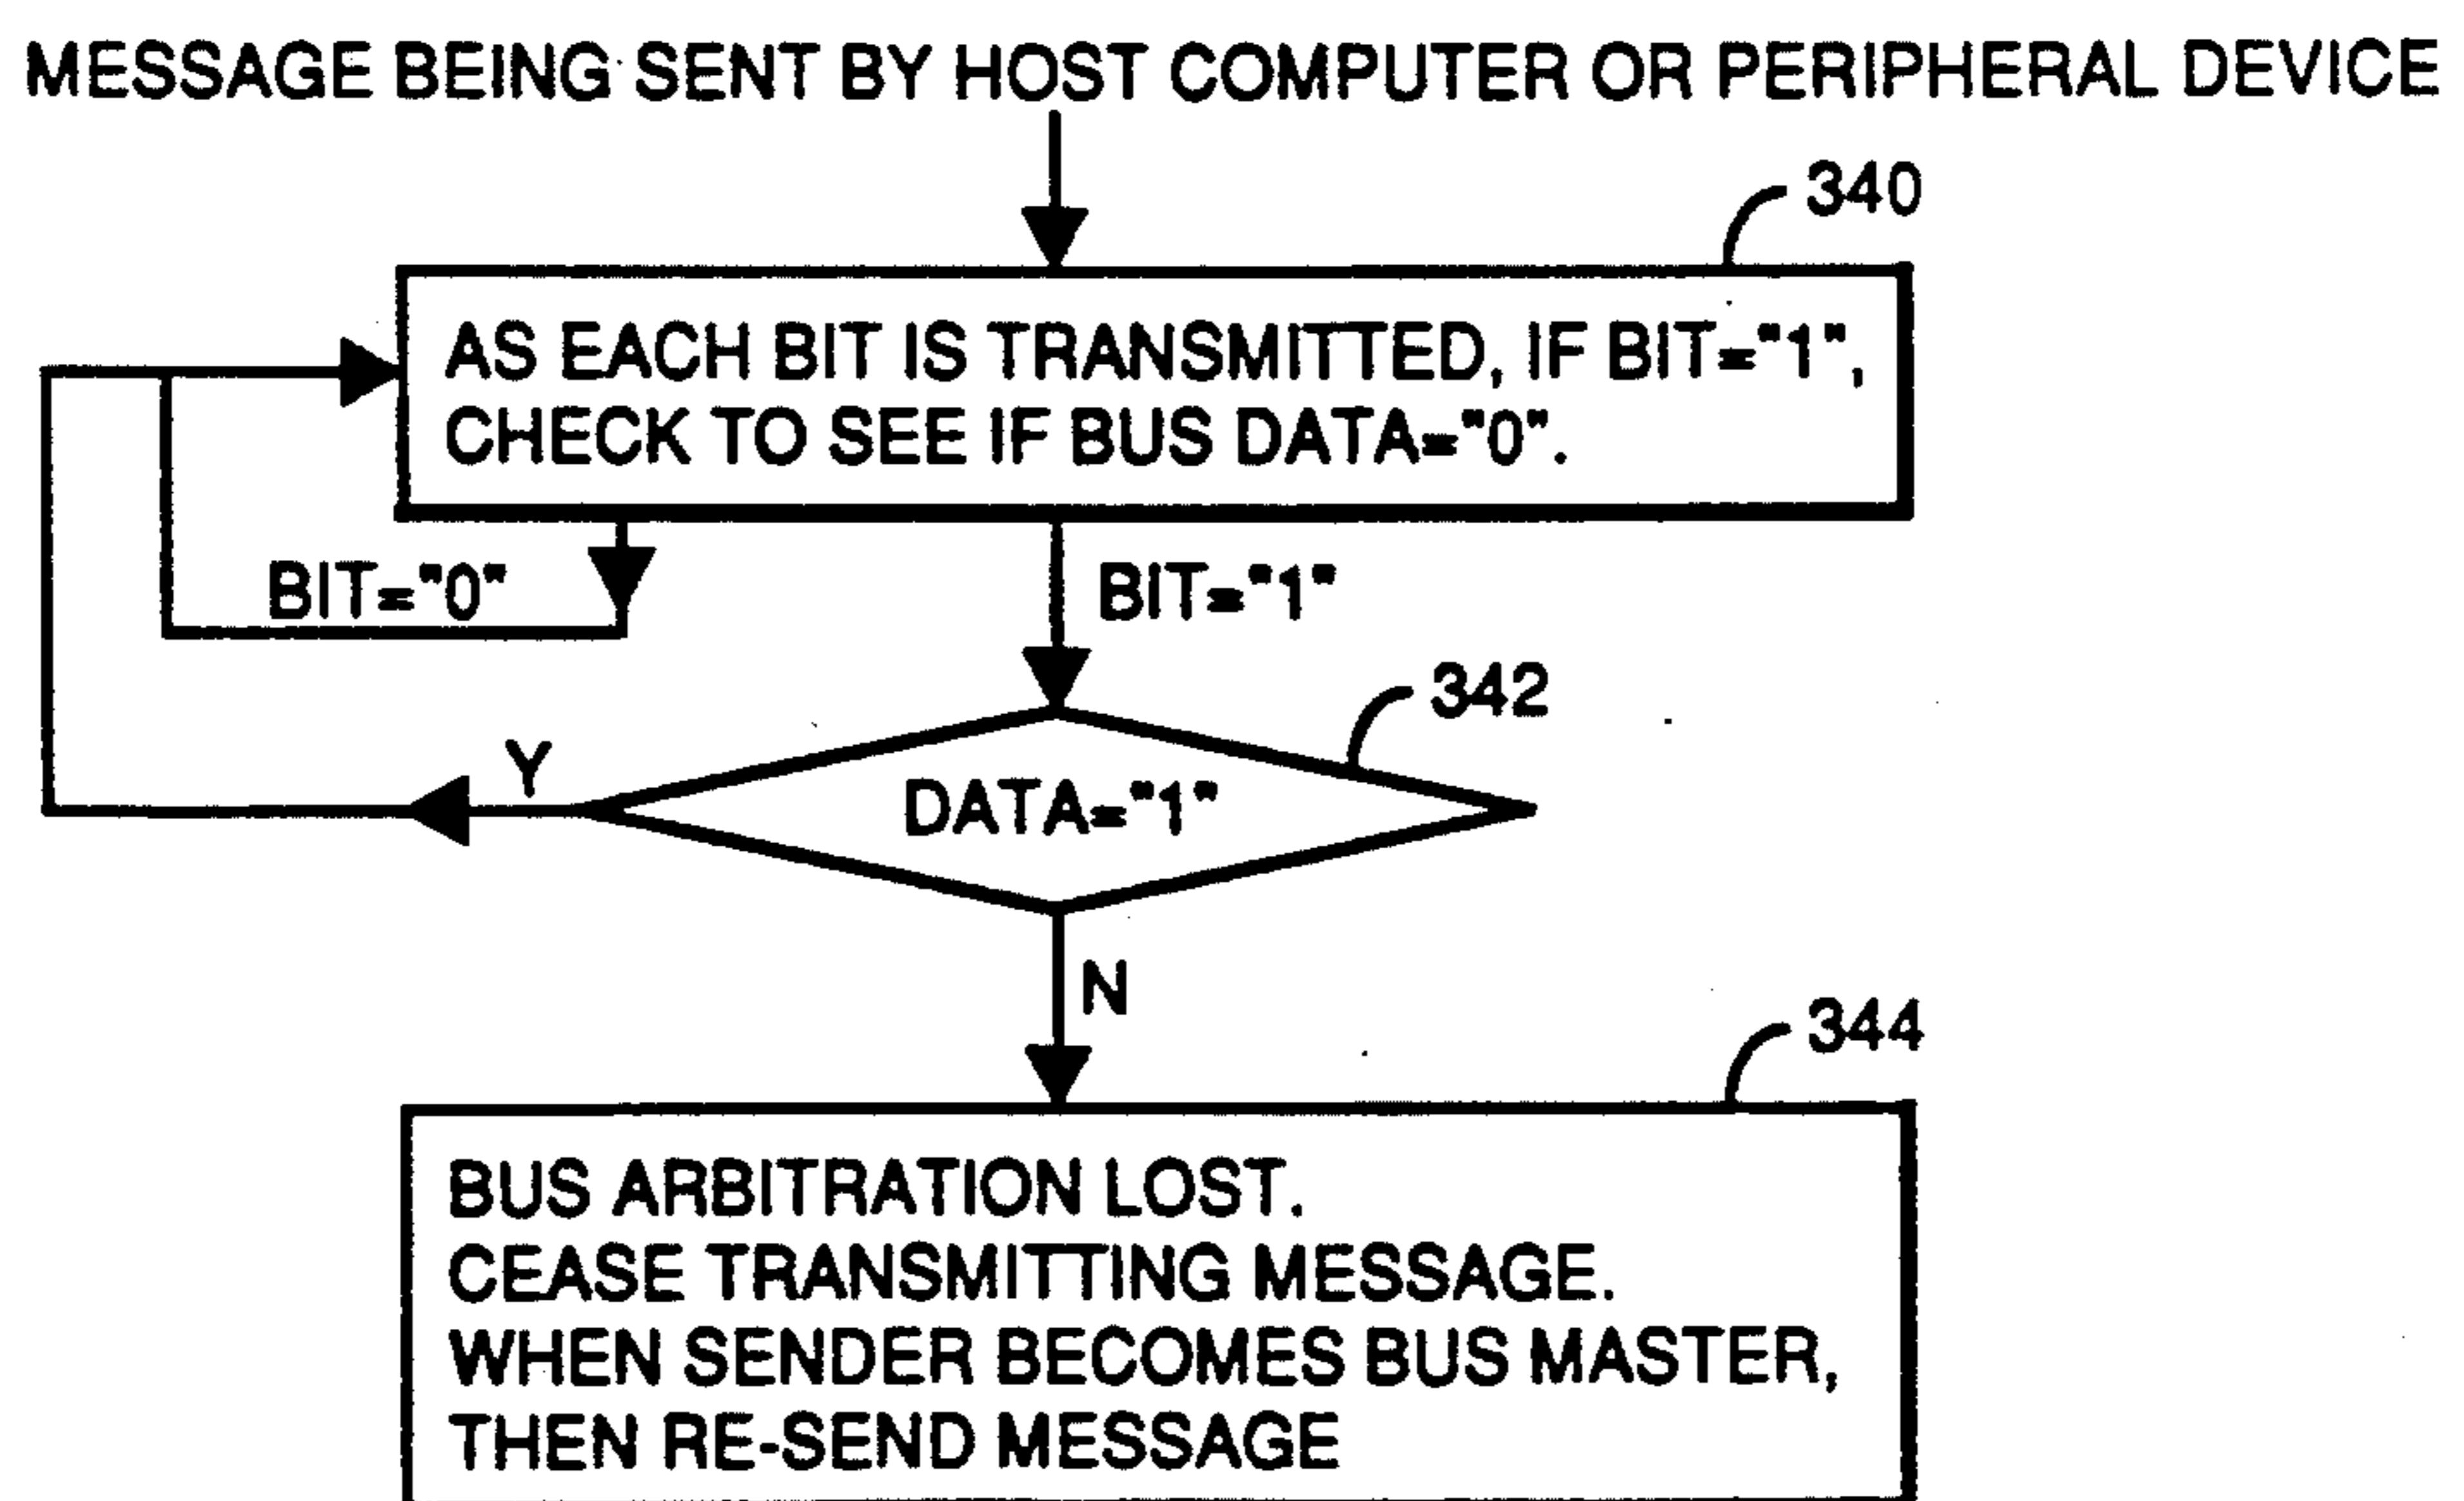 MESSAGE BEING SENT BY HOST COMPUTER OR PERIPHERAL DEVICE
340
AS EACH BIT IS TRANSMITTED, IF BIT="1",
CHECK TO SEE IF BUS DATA="0".
BIT="0"
BIT="1"
342
Y
DATA="1"
N
344
BUS ARBITRATION LOST.
CEASE TRANSMITTING MESSAGE.
WHEN SENDER BECOMES BUS MASTER,
THEN RE-SEND MESSAGE